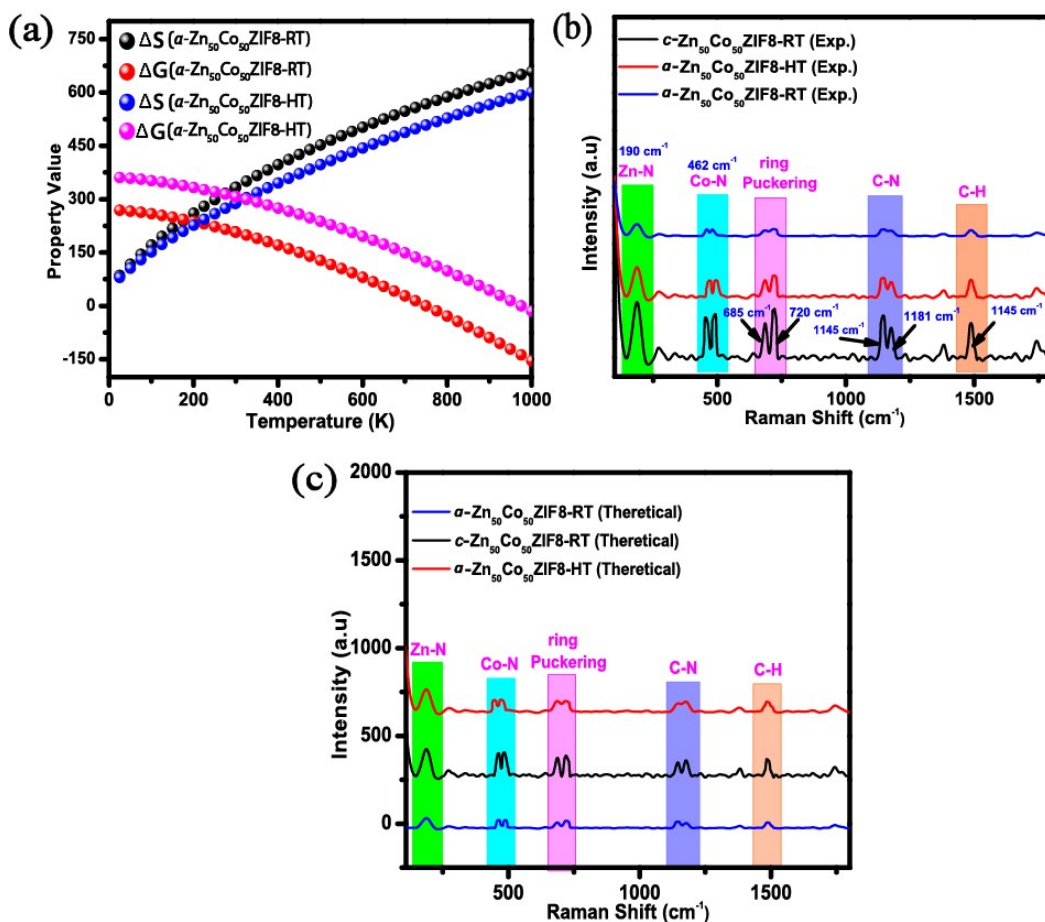 (a)
750
600
450
300
150
0
-150
Property Value
ΔS (a-Zn50Co50ZIF8-RT)
ΔG(a-Zn50Co50ZIF8-RT)
ΔS (a-Zn50Co50ZIF8-HT)
ΔG(a-Zn50Co50ZIF8-HT)
0 200 400 600 800 1000
Temperature (K)
(b)
c-Zn50Co50ZIF8-RT (Exp.)
a-Zn50Co50ZIF8-HT (Exp.)
a-Zn50Co50ZIF8-RT (Exp.)
190 cm-1
Zn-N
462 cm-1
Co-N
ring
Puckering
C-N
C-H
685 cm-1
720 cm-1
1145 cm-1
1181 cm-1
1145 cm-1
Intensity (a.u)
500 1000 1500
Raman Shift (cm-1)
(c)
2000
1500
1000
500
0
Intensity (a.u)
a-Zn50Co50ZIF8-RT (Theretical)
c-Zn50Co50ZIF8-RT (Theretical)
a-Zn50Co50ZIF8-HT (Theretical)
Zn-N
Co-N
ring
Puckering
C-N
C-H
500 1000 1500
Raman Shift (cm-1)